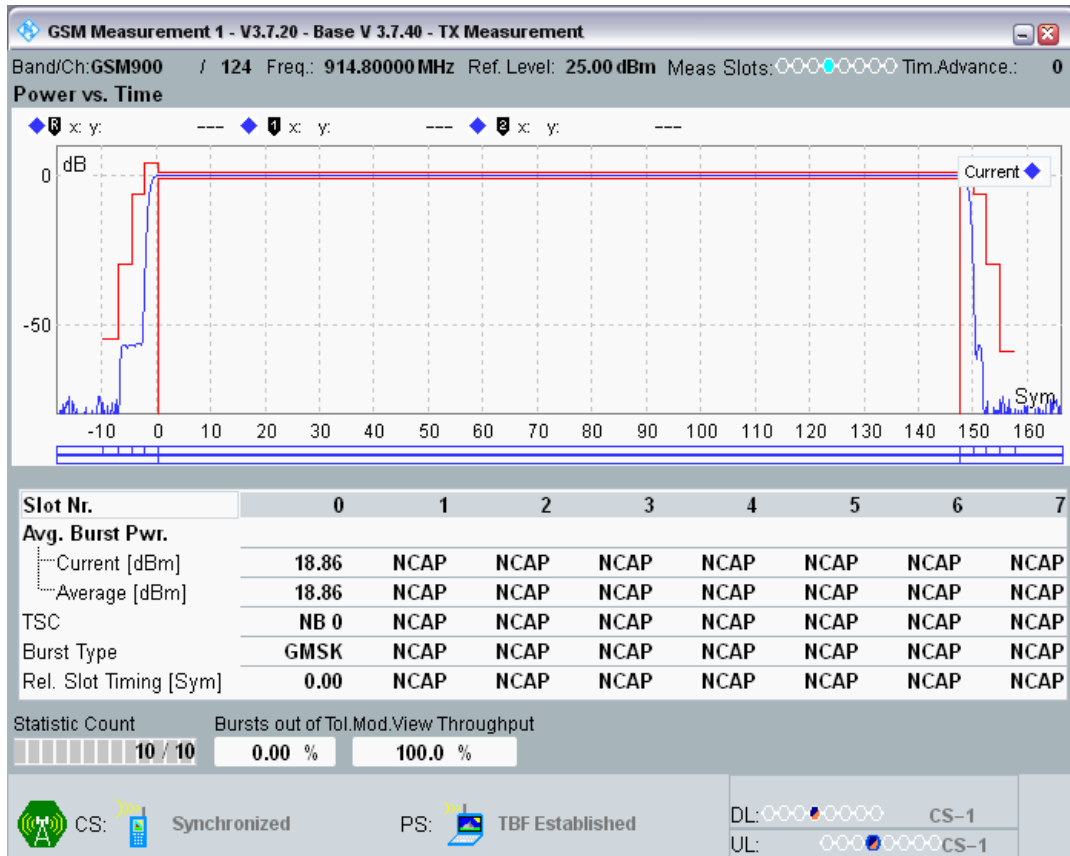 GSM Measurement 1 - V3.7.20 - Base V 3.7.40 - TX Measurement
Band/Ch:GSM900 / 124 Freq.: 914.80000 MHz Ref. Level: 25.00 dBm Meas Slots: Tim.Advance.: 0
Power vs. Time
R x: y: --- 1 x: y: --- 2 x: y: ---
dB
Current
0
-50
Sym
-10 0 10 20 30 40 50 60 70 80 90 100 110 120 130 140 150 160
Slot Nr. 0 1 2 3 4 5 6 7
Avg. Burst Pwr.
Current [dBm] 18.86 NCAP NCAP NCAP NCAP NCAP NCAP NCAP
Average [dBm] 18.86 NCAP NCAP NCAP NCAP NCAP NCAP NCAP
TSC NB 0 NCAP NCAP NCAP NCAP NCAP NCAP NCAP
Burst Type GMSK NCAP NCAP NCAP NCAP NCAP NCAP NCAP
Rel. Slot Timing [Sym] 0.00 NCAP NCAP NCAP NCAP NCAP NCAP NCAP
Statistic Count Bursts out of Tol. Mod.View Throughput
10 / 10 0.00 % 100.0 %
CS: Synchronized PS: TBF Established
DL: CS-1
UL: CS-1